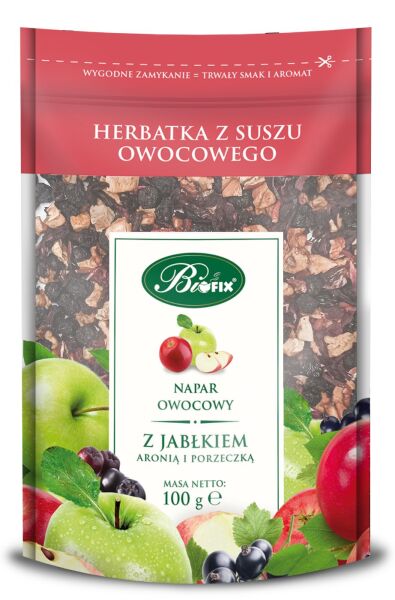 WYGODNE ZAMYKANIE = TRWAŁY SMAK I AROMAT
HERBATKA Z SUSZU
OWOCOWEGO
BiOFIX®
NAPAR
OWOCOWY
Z JABŁKIEM
ARONIĄ I PORZECZKĄ
MASA NETTO:
100 g ℮